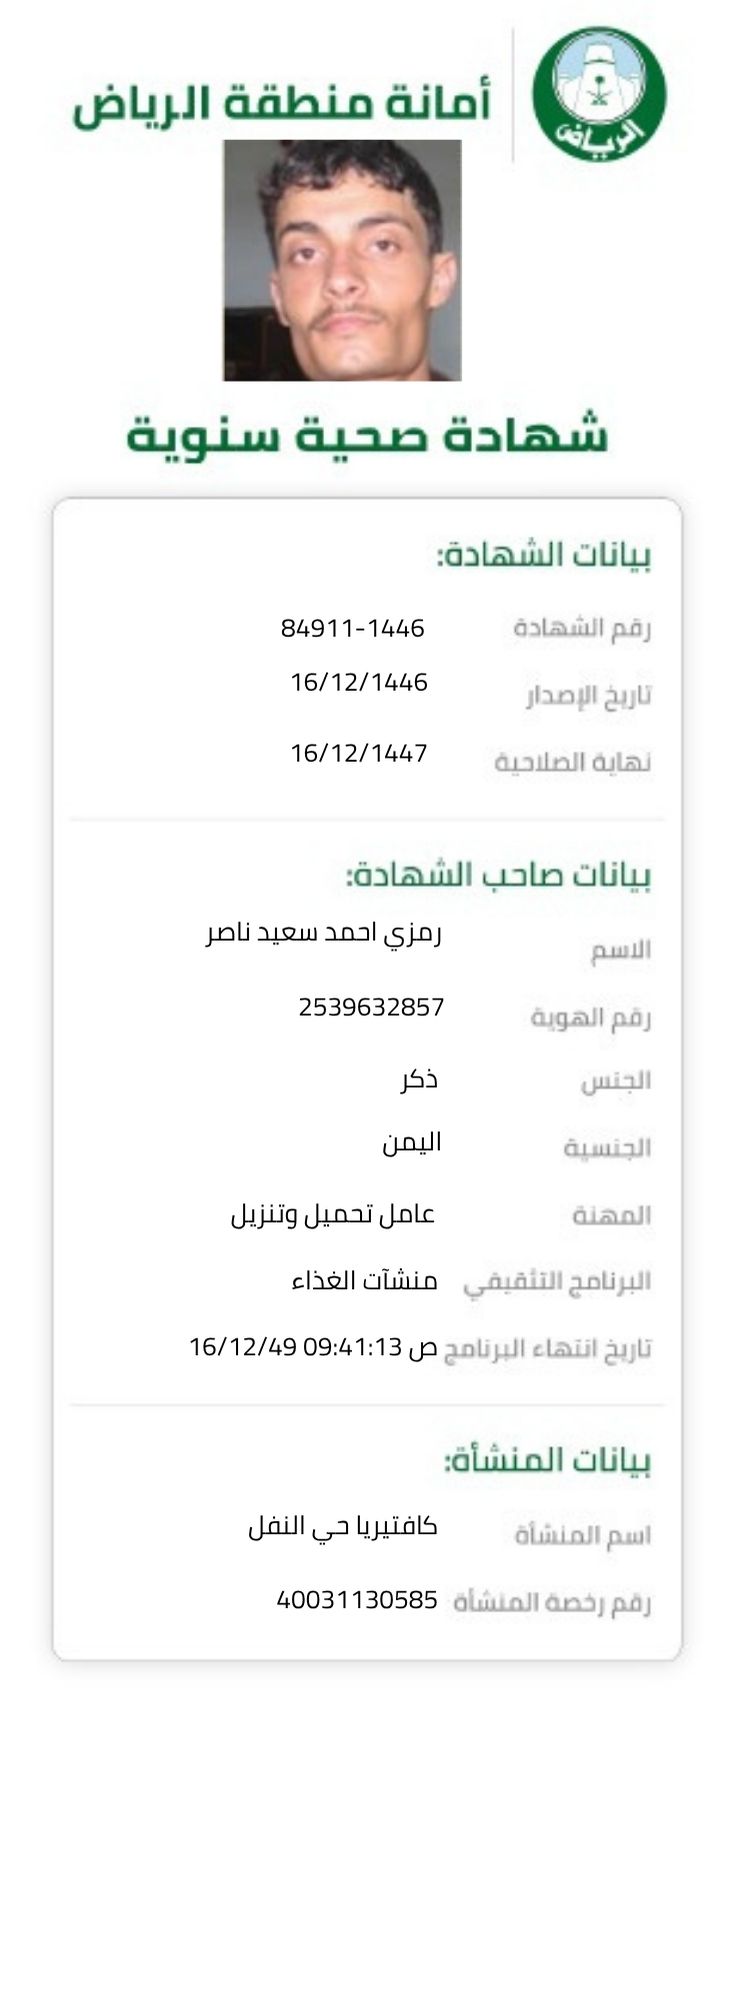 أمانة منطقة الرياض
الرياض
شهادة صحية سنوية
بيانات الشهادة:
رقم الشهادة 84911-1446
تاريخ الإصدار 16/12/1446
نهاية الصلاحية 16/12/1447
بيانات صاحب الشهادة:
الاسم رمزي احمد سعيد ناصر
رقم الهوية 2539632857
الجنس ذكر
الجنسية اليمن
المهنة عامل تحميل وتنزيل
البرنامج التثقيفي منشآت الغذاء
تاريخ انتهاء البرنامج ص 09:41:13 16/12/49
بيانات المنشأة:
اسم المنشأة كافتيريا حي النفل
رقم رخصة المنشأة 40031130585